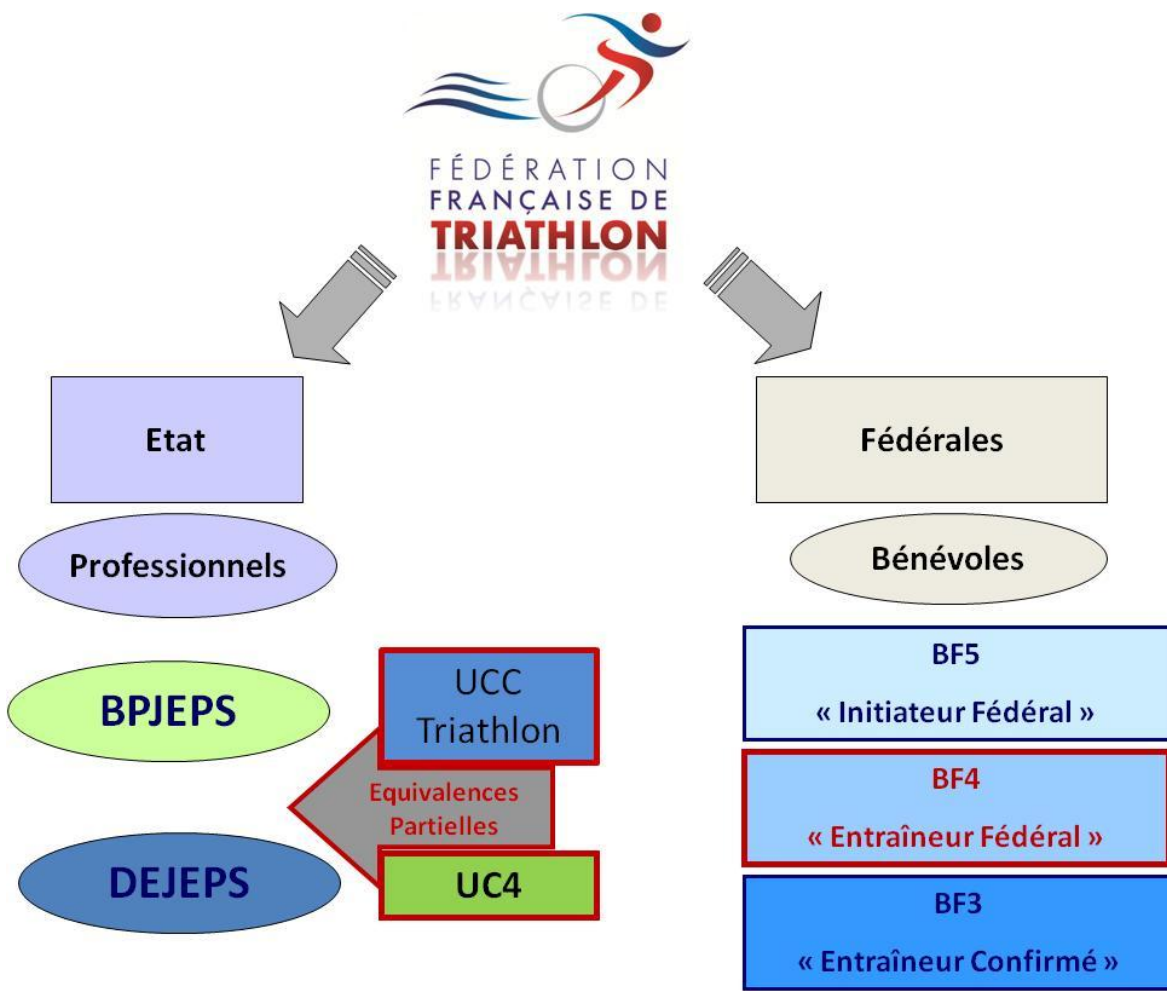 FÉDÉRATION
FRANÇAISE DE
TRIATHLON
Etat
Professionnels
BPJEPS
DEJEPS
UCC
Triathlon
Equivalences
Partielles
UC4
Fédérales
Bénévoles
BF5
« Initiateur Fédéral »
BF4
« Entraîneur Fédéral »
BF3
« Entraîneur Confirmé »